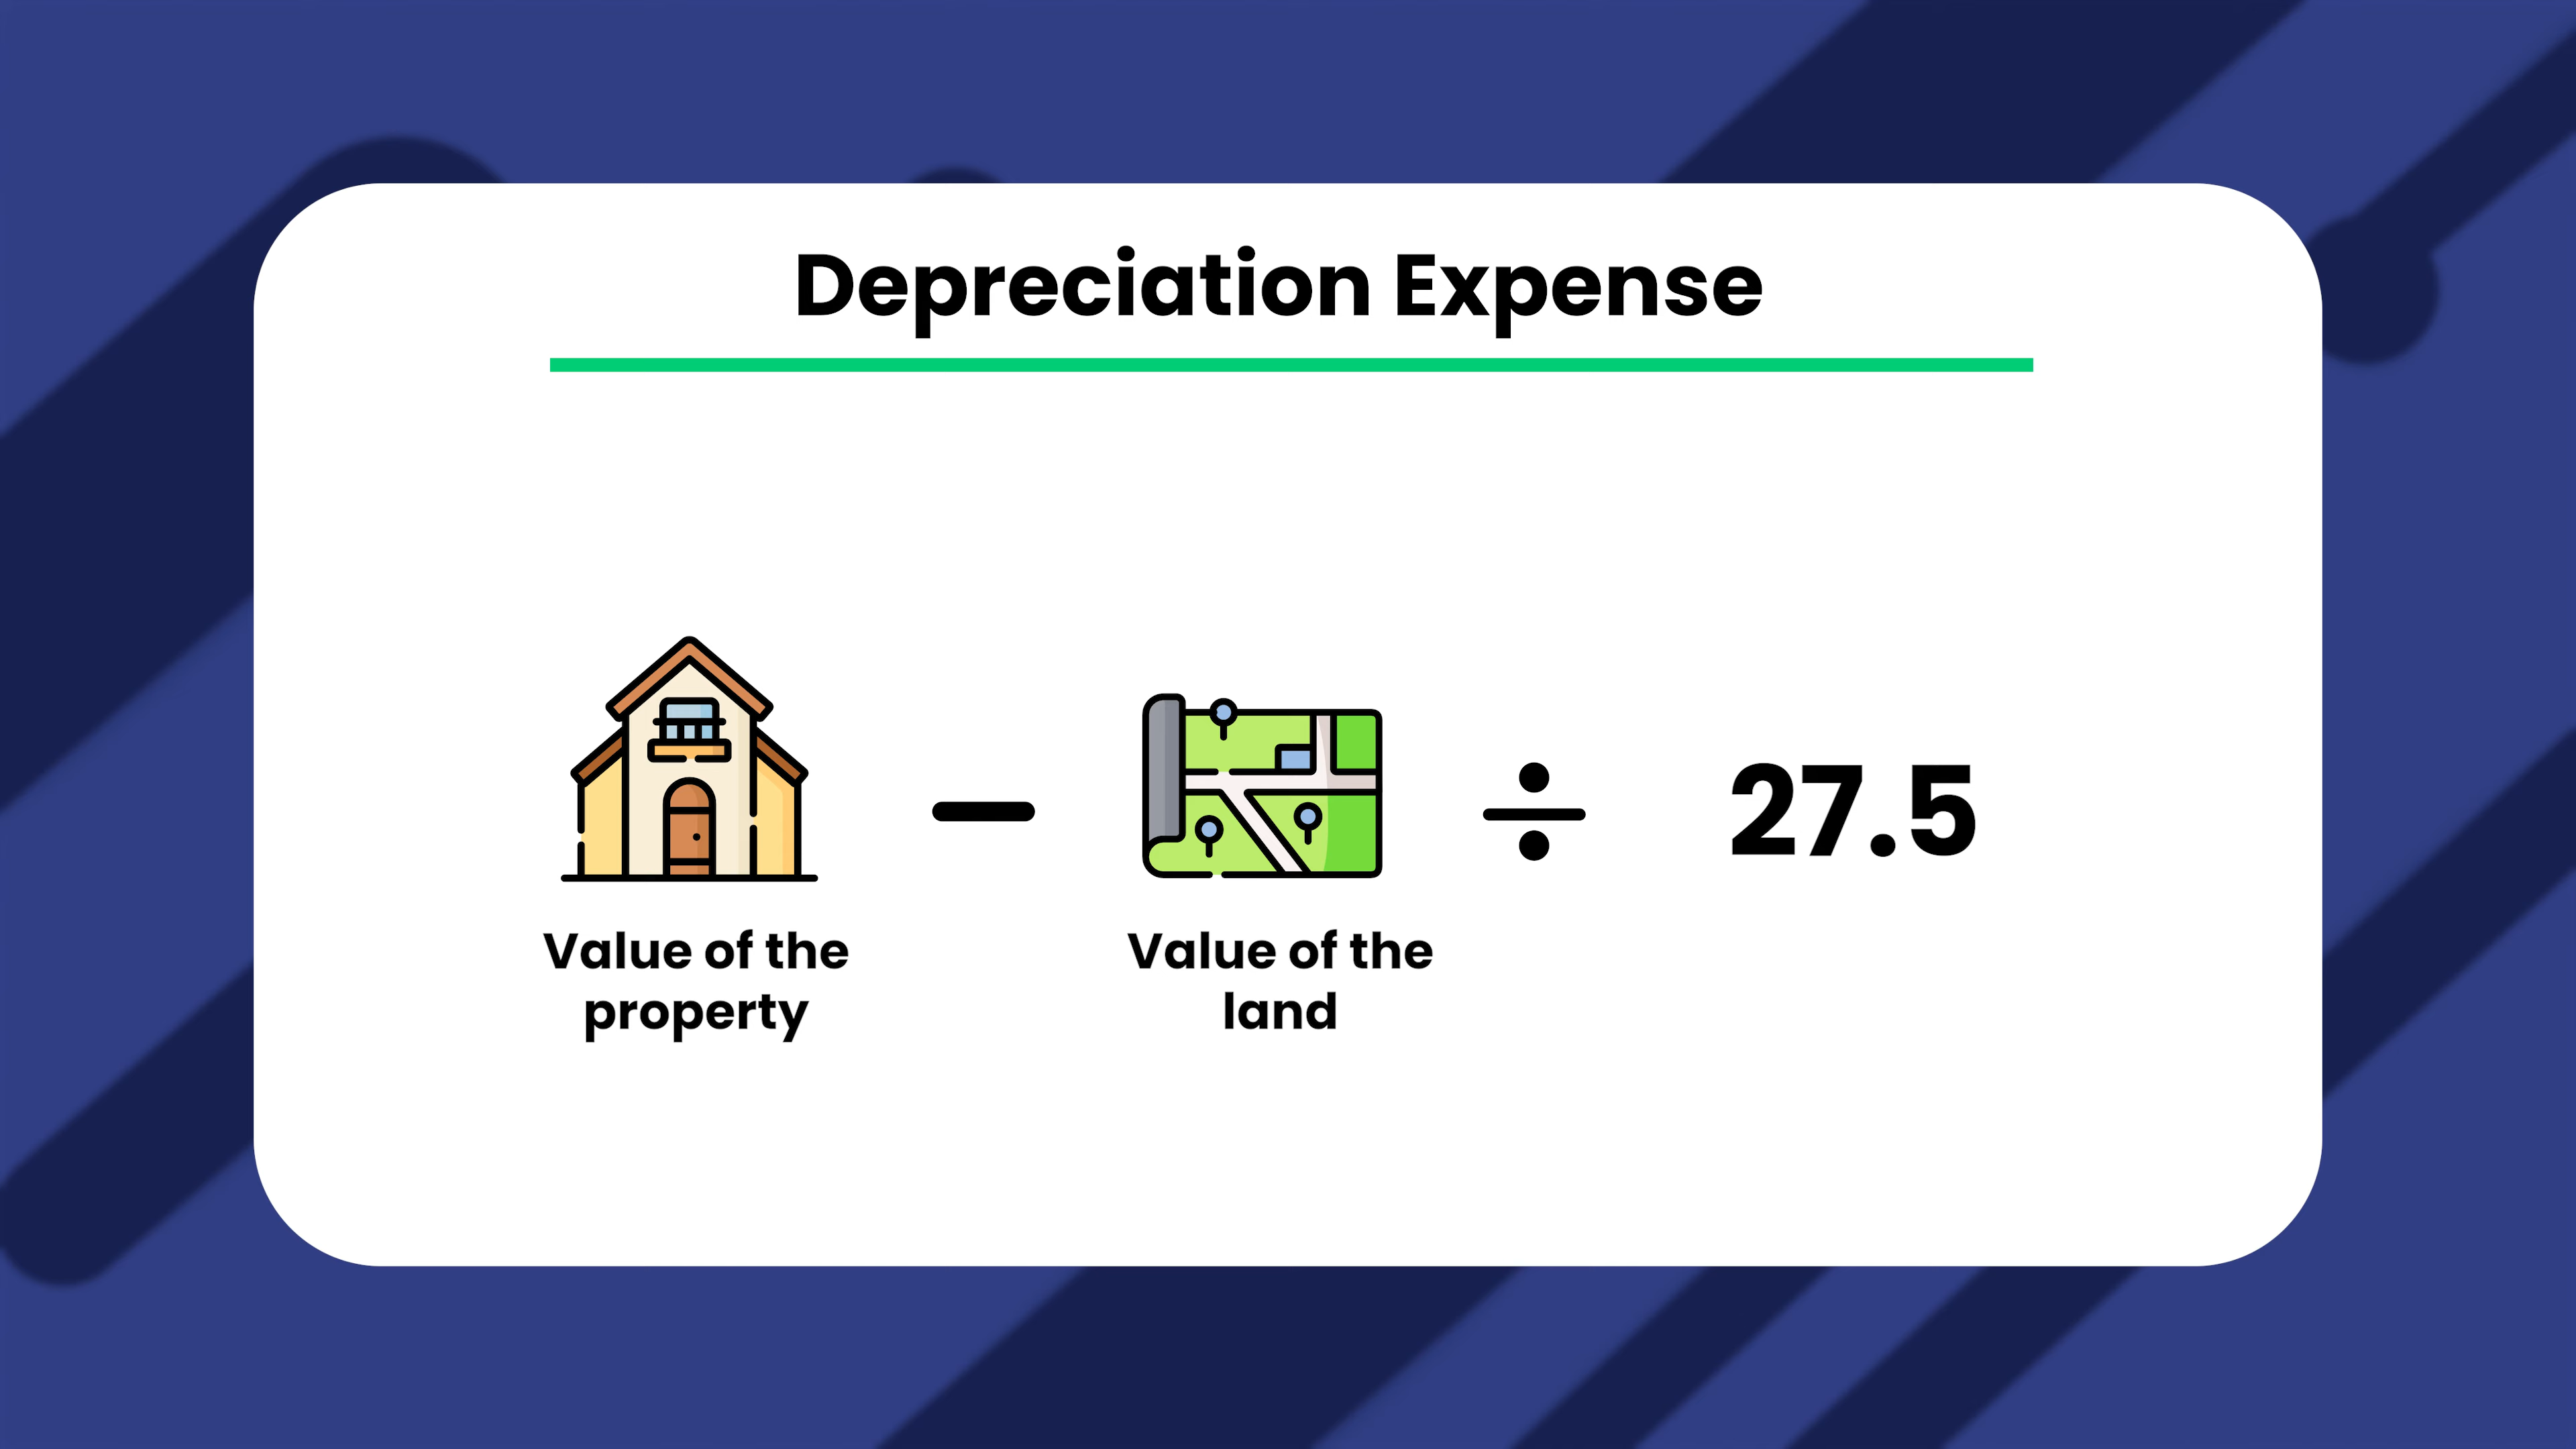 Depreciation Expense
Value of the
property
−
Value of the
land
÷
27.5